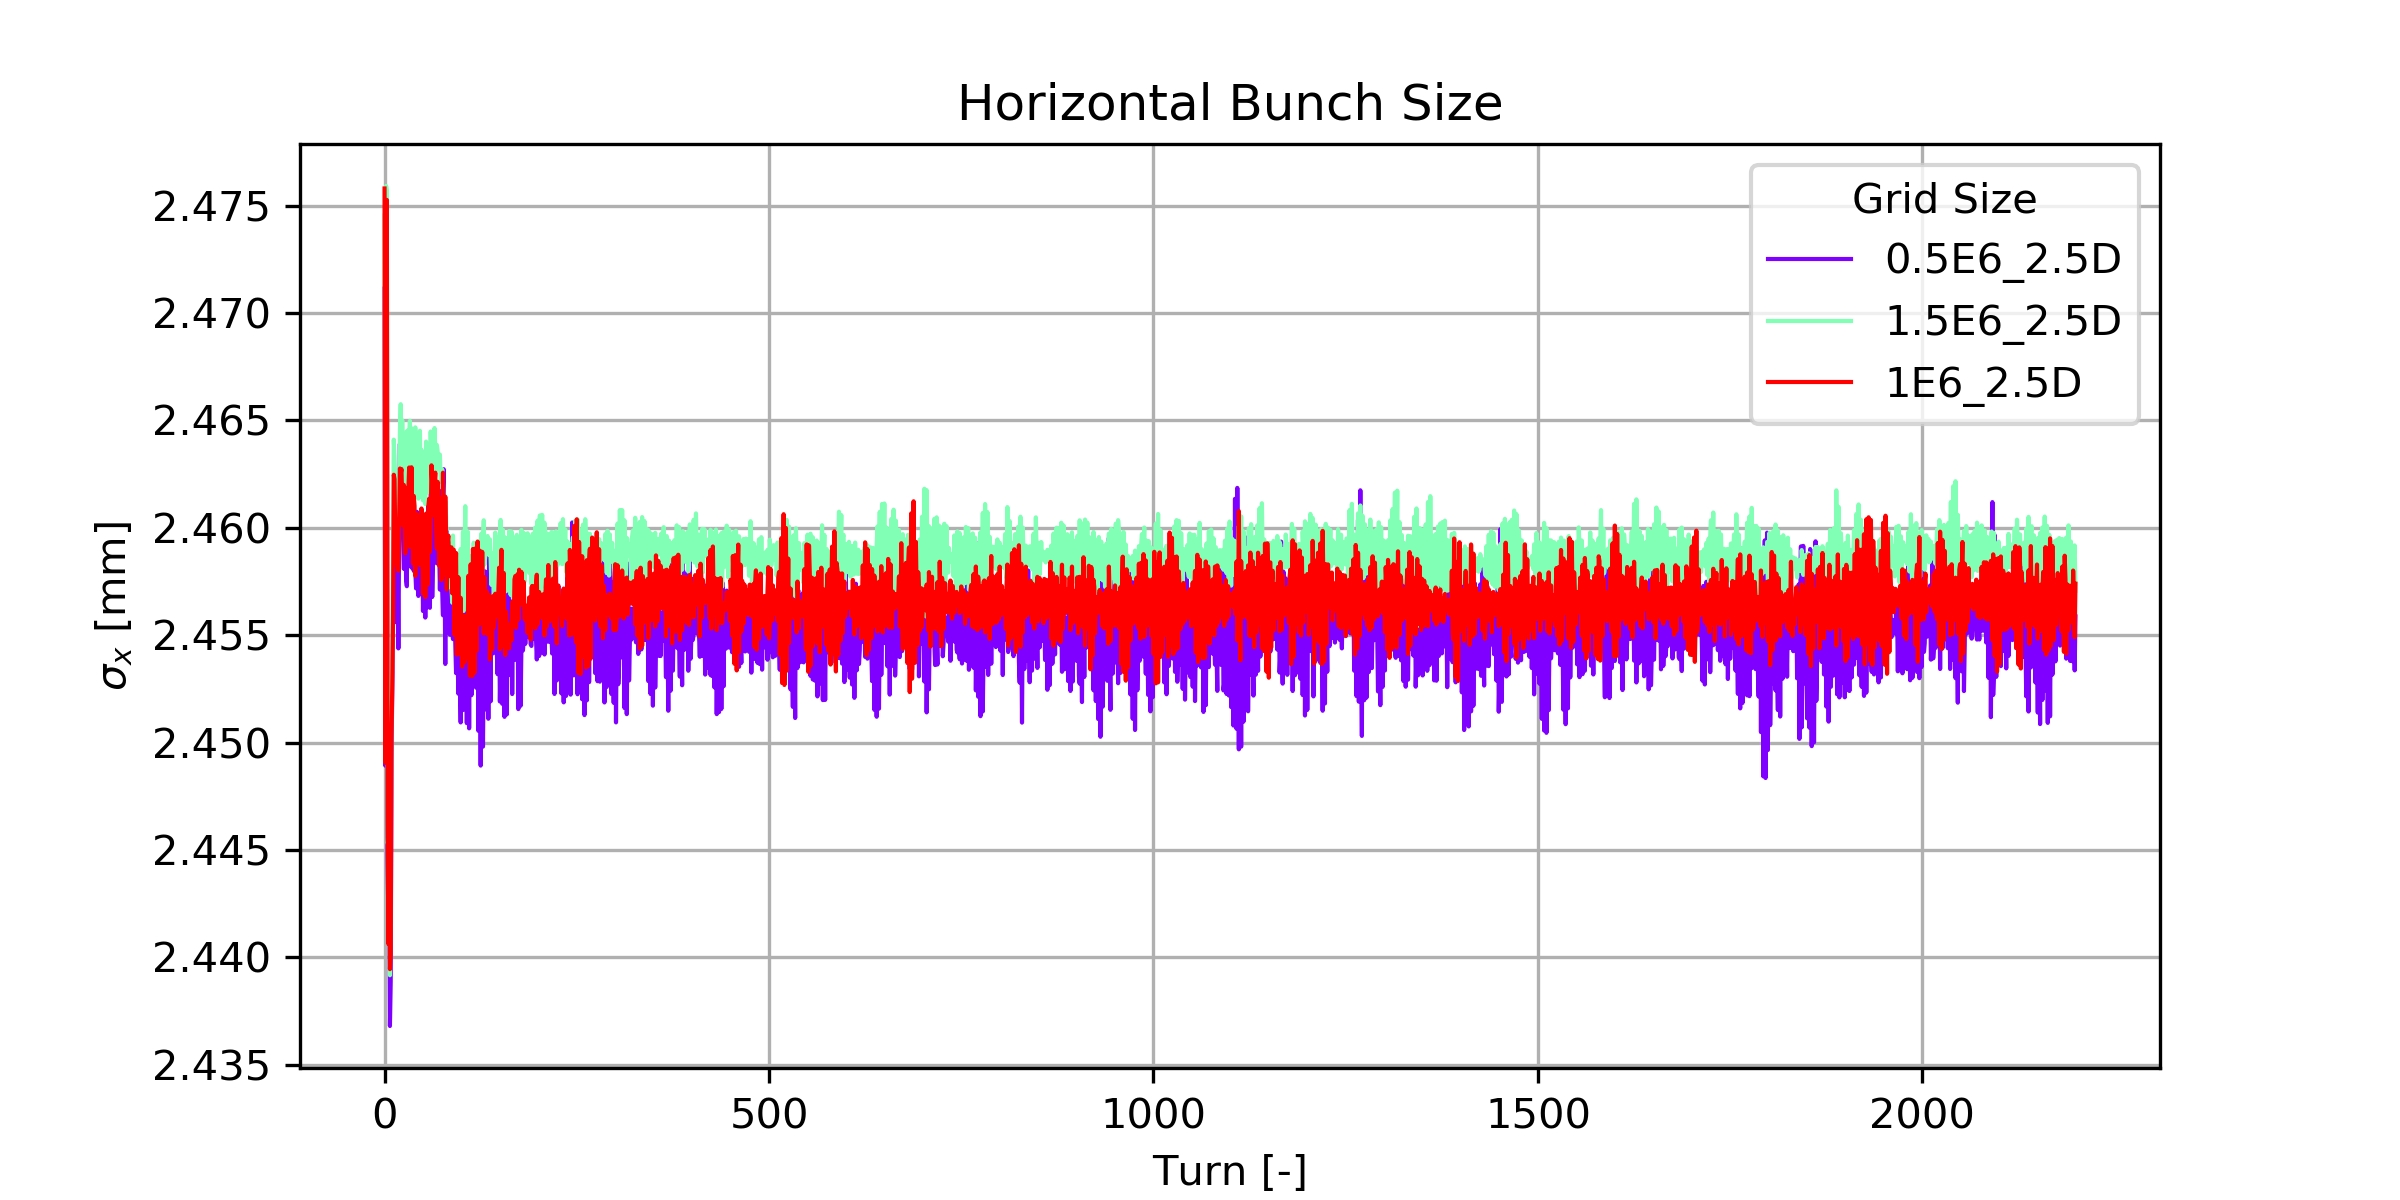 Horizontal Bunch Size
Grid Size
0.5E6_2.5D
1.5E6_2.5D
1E6_2.5D
2.475
2.470
2.465
2.460
2.455
2.450
2.445
2.440
2.435
σx [mm]
0 500 1000 1500 2000
Turn [-]